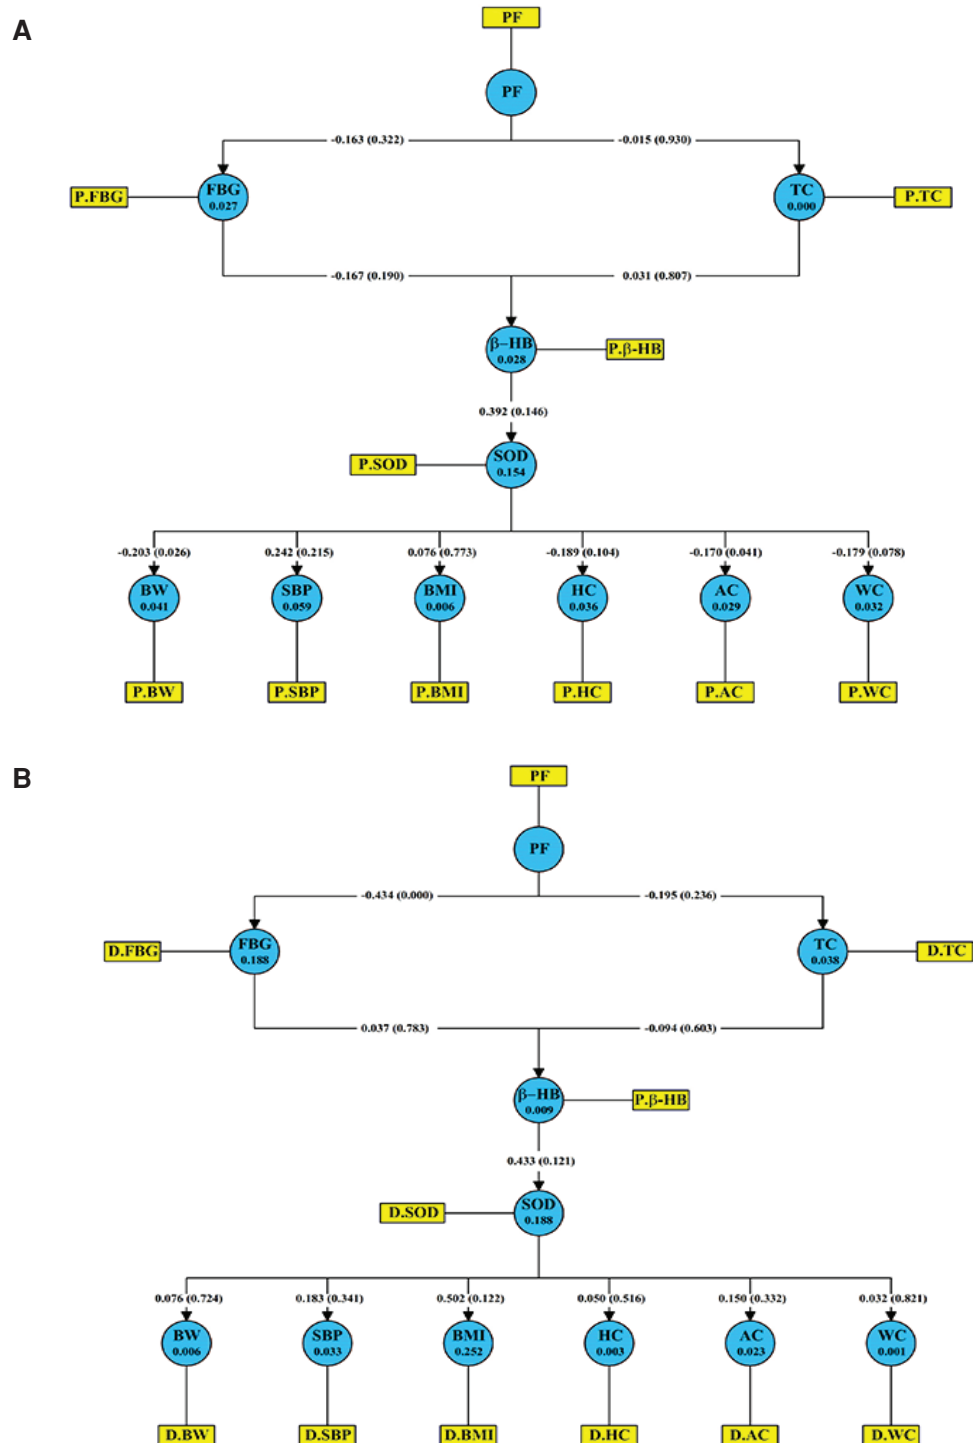 A
PF
PF
-0.163 (0.322) -0.015 (0.930)
P.FBG FBG 0.027 TC 0.000 P.TC
-0.167 (0.190) 0.031 (0.807)
β–HB 0.028 P.β-HB
0.392 (0.146)
P.SOD SOD 0.154
-0.203 (0.026) 0.242 (0.215) 0.076 (0.773) -0.189 (0.104) -0.170 (0.041) -0.179 (0.078)
BW SBP BMI HC AC WC
0.041 0.059 0.006 0.036 0.029 0.032
P.BW P.SBP P.BMI P.HC P.AC P.WC
B
PF
PF
-0.434 (0.000) -0.195 (0.236)
D.FBG FBG 0.188 TC 0.038 D.TC
0.037 (0.783) -0.094 (0.603)
β–HB 0.009 P.β-HB
0.433 (0.121)
D.SOD SOD 0.188
0.076 (0.724) 0.183 (0.341) 0.502 (0.122) 0.050 (0.516) 0.150 (0.332) 0.032 (0.821)
BW SBP BMI HC AC WC
0.006 0.033 0.252 0.003 0.023 0.001
D.BW D.SBP D.BMI D.HC D.AC D.WC